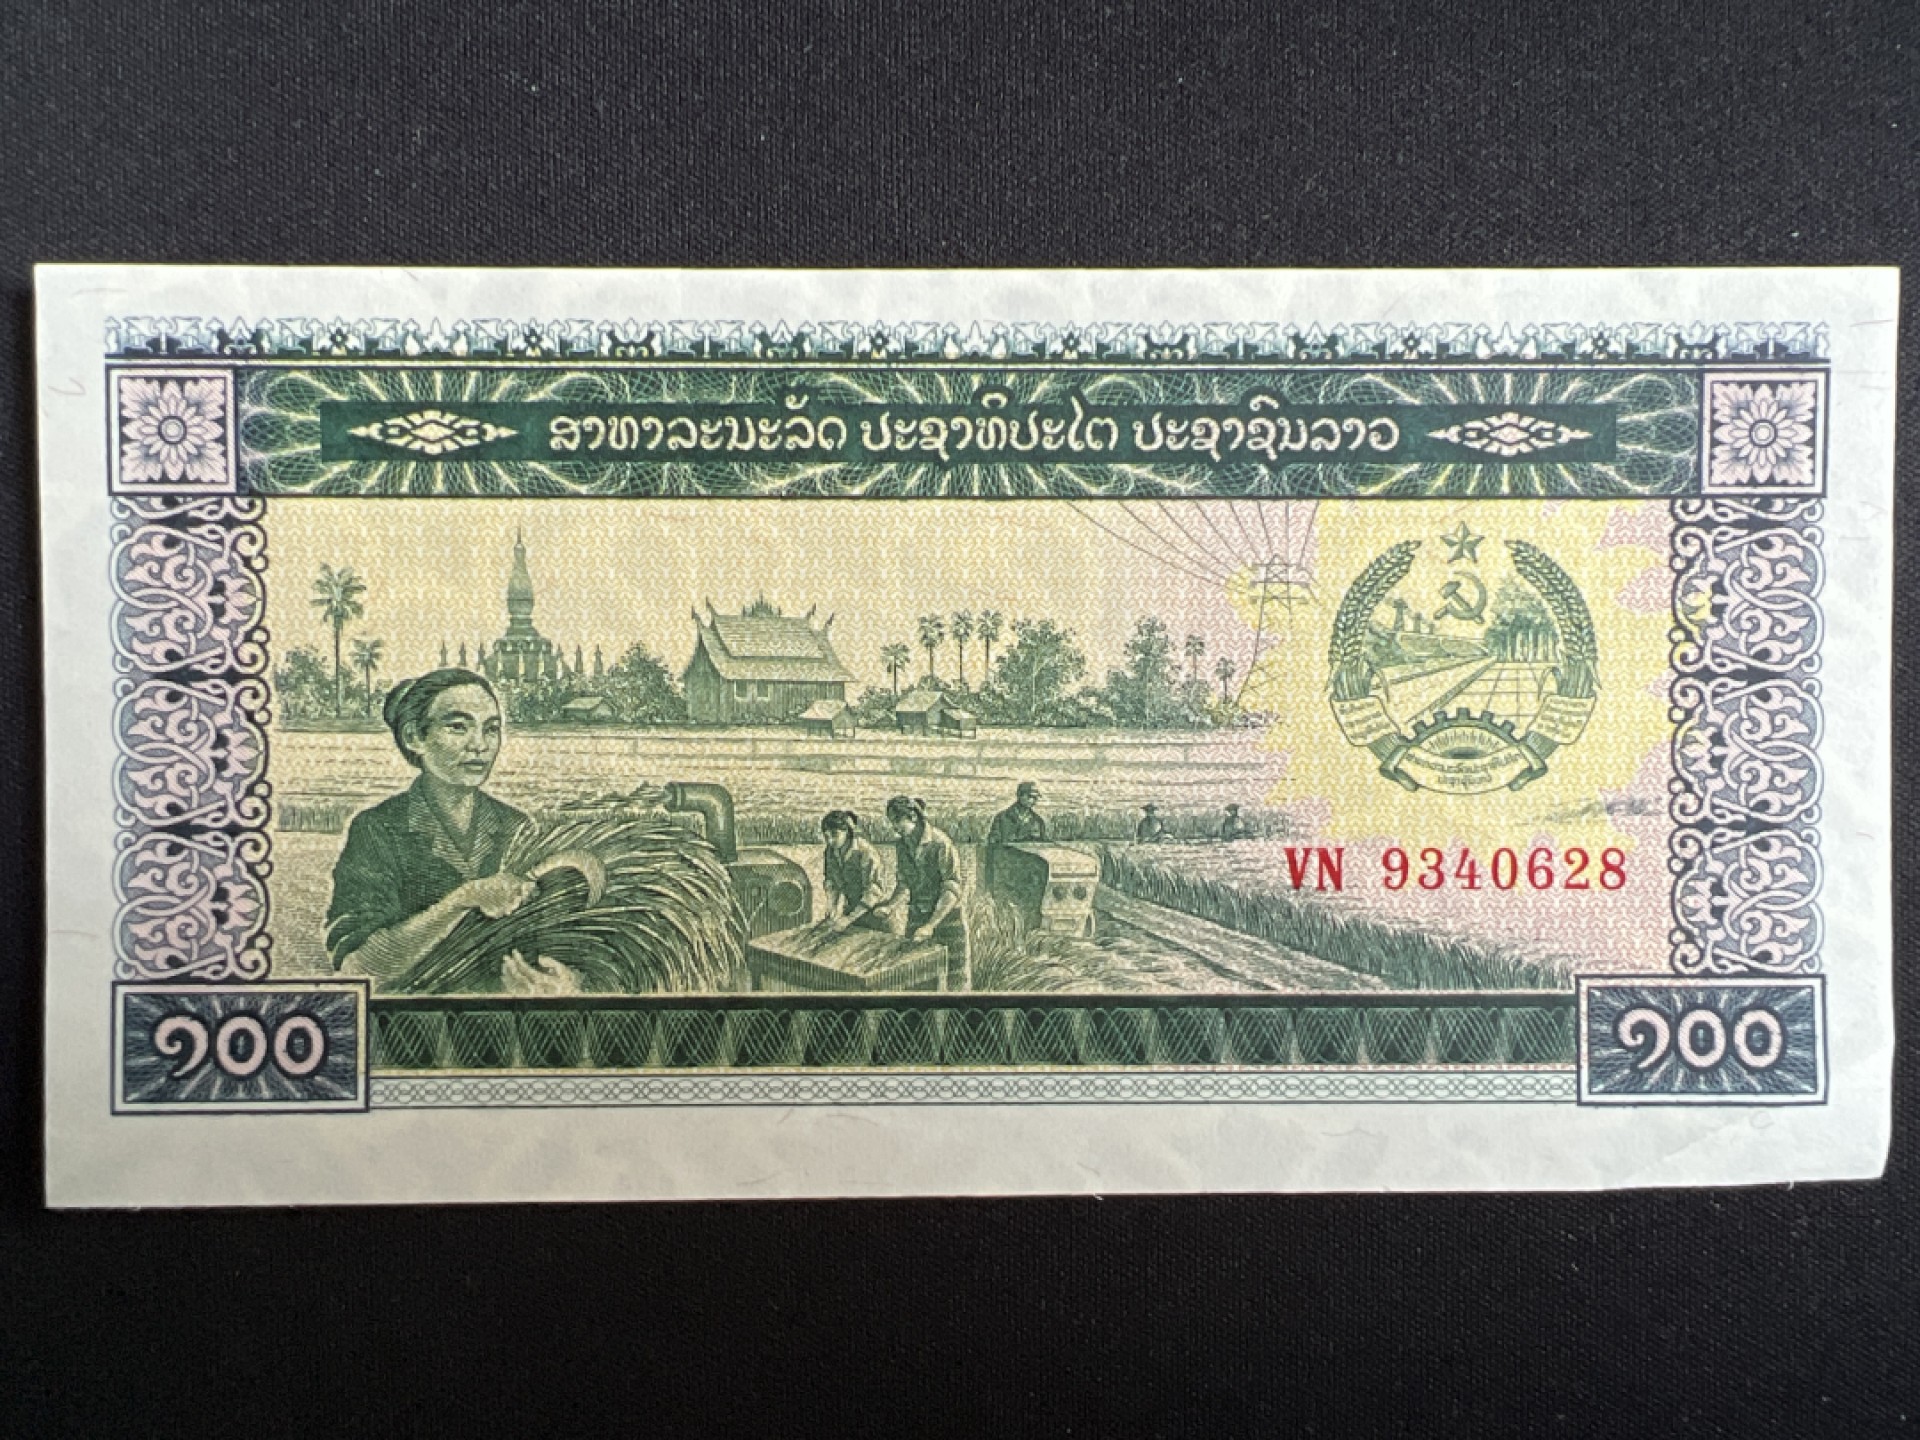 ສາທາລະນະລັດ ປະຊາທິປະໄຕ ປະຊາຊົນລາວ
VN 9340628
໑໐໐ ໑໐໐